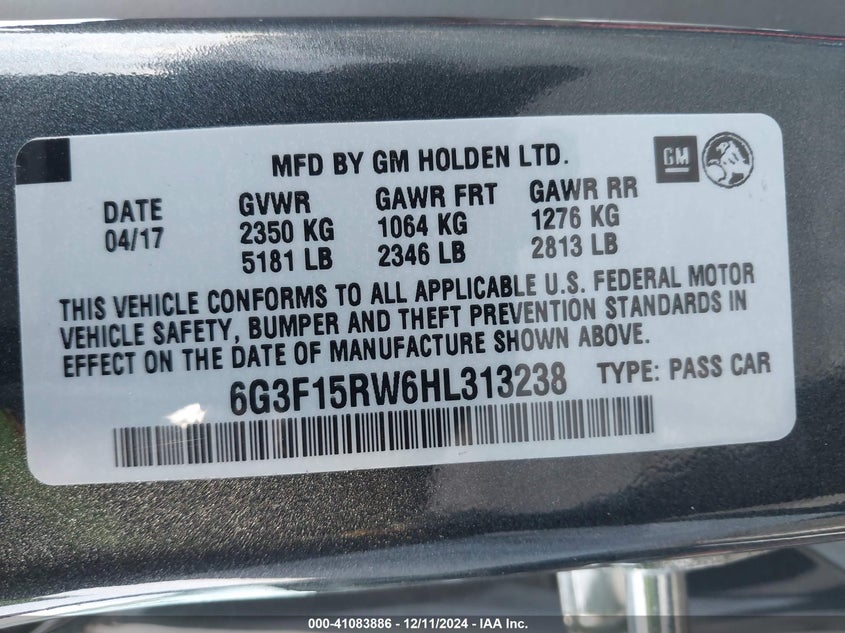 MFD BY GM HOLDEN LTD.
GM
DATE
04/17
GVWR
2350 KG
5181 LB
GAWR FRT
1064 KG
2346 LB
GAWR RR
1276 KG
2813 LB
THIS VEHICLE CONFORMS TO ALL APPLICABLE U.S. FEDERAL MOTOR
VEHICLE SAFETY, BUMPER AND THEFT PREVENTION STANDARDS IN
EFFECT ON THE DATE OF MANUFACTURE SHOWN ABOVE.
6G3F15RW6HL313238
TYPE: PASS CAR
000-41083886 - 12/11/2024 - IAA Inc.